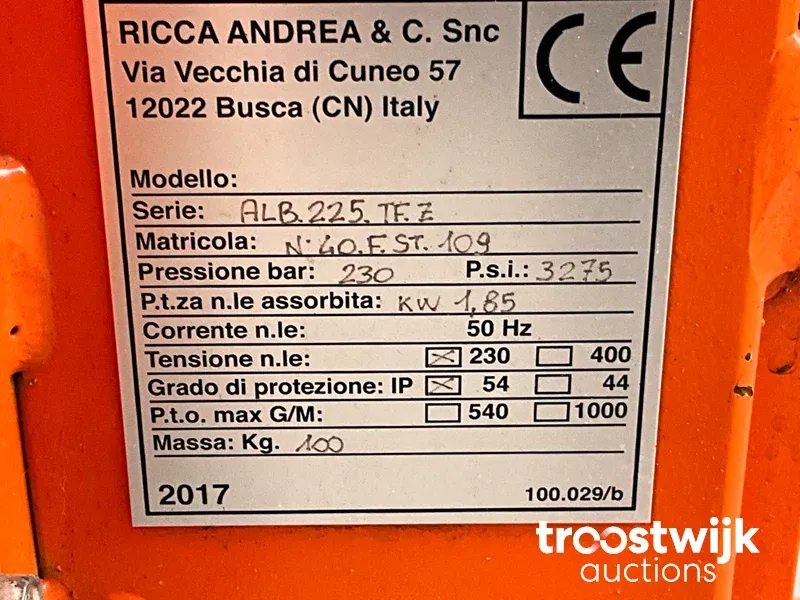 RICCA ANDREA & C. Snc
Via Vecchia di Cuneo 57
12022 Busca (CN) Italy
CE
Modello:
Serie: ALB.225.TF.Z
Matricola: N° 40.F.ST.109
Pressione bar: 230 P.s.i.: 3275
P.t.za n.le assorbita: KW 1,85
Corrente n.le: 50 Hz
Tensione n.le: 230 400
Grado di protezione: IP 54 44
P.t.o. max G/M: 540 1000
Massa: Kg. 100
2017 100.029/b
troostwijk
auctions